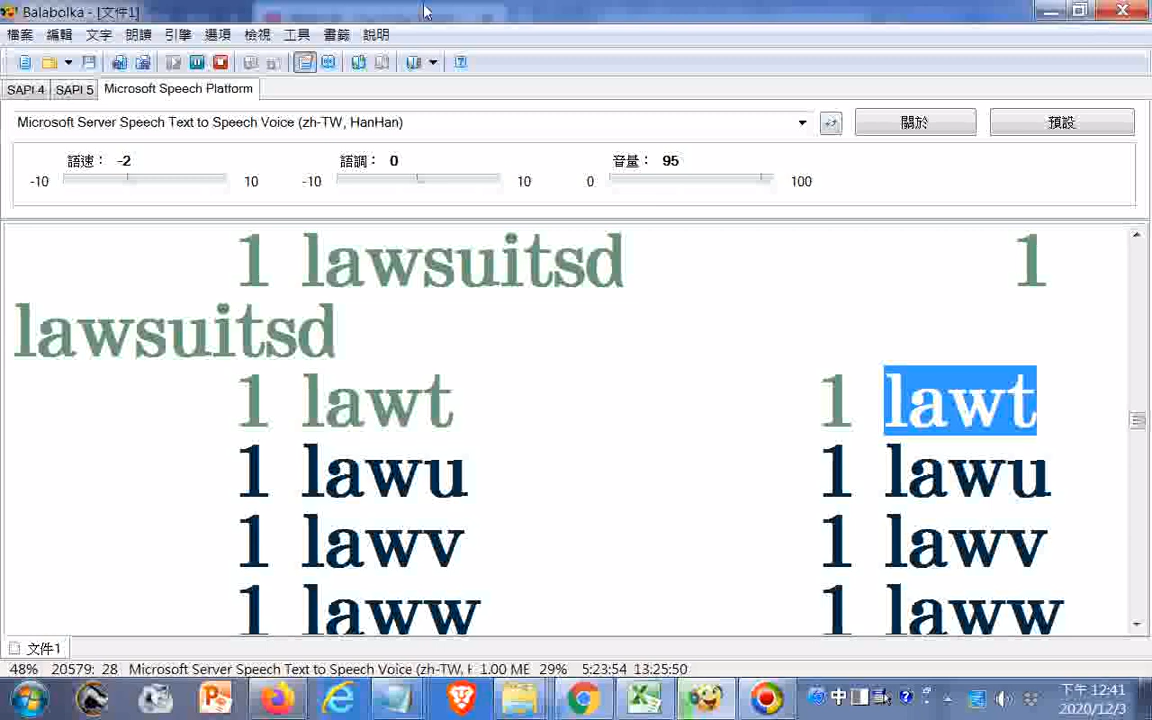 Balabolka - [文件1]
檔案 編輯 文字 朗讀 引擎 選項 檢視 工具 書籤 說明
SAPI 4 SAPI 5 Microsoft Speech Platform
Microsoft Server Speech Text to Speech Voice (zh-TW, HanHan) 關於 預設
語速： -2 語調： 0 音量： 95
-10 10 -10 10 0 100
1 lawsuitsd 1
lawsuitsd
1 lawt 1 lawt
1 lawu 1 lawu
1 lawv 1 lawv
1 laww 1 laww
文件1
48% 20579: 28 Microsoft Server Speech Text to Speech Voice (zh-TW, H 1.00 ME 29% 5:23:54 13:25:50
中 下午 12:41
2020/12/3